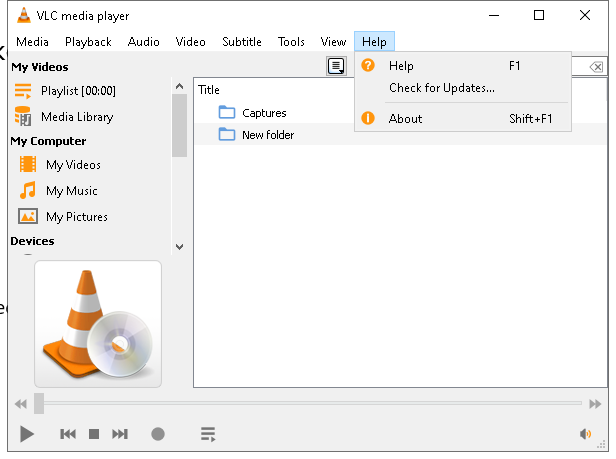 VLC media player
Media Playback Audio Video Subtitle Tools View Help
My Videos
Playlist [00:00]
Media Library
My Computer
My Videos
My Music
My Pictures
Devices
Title
Captures
New folder
Help F1
Check for Updates...
About Shift+F1